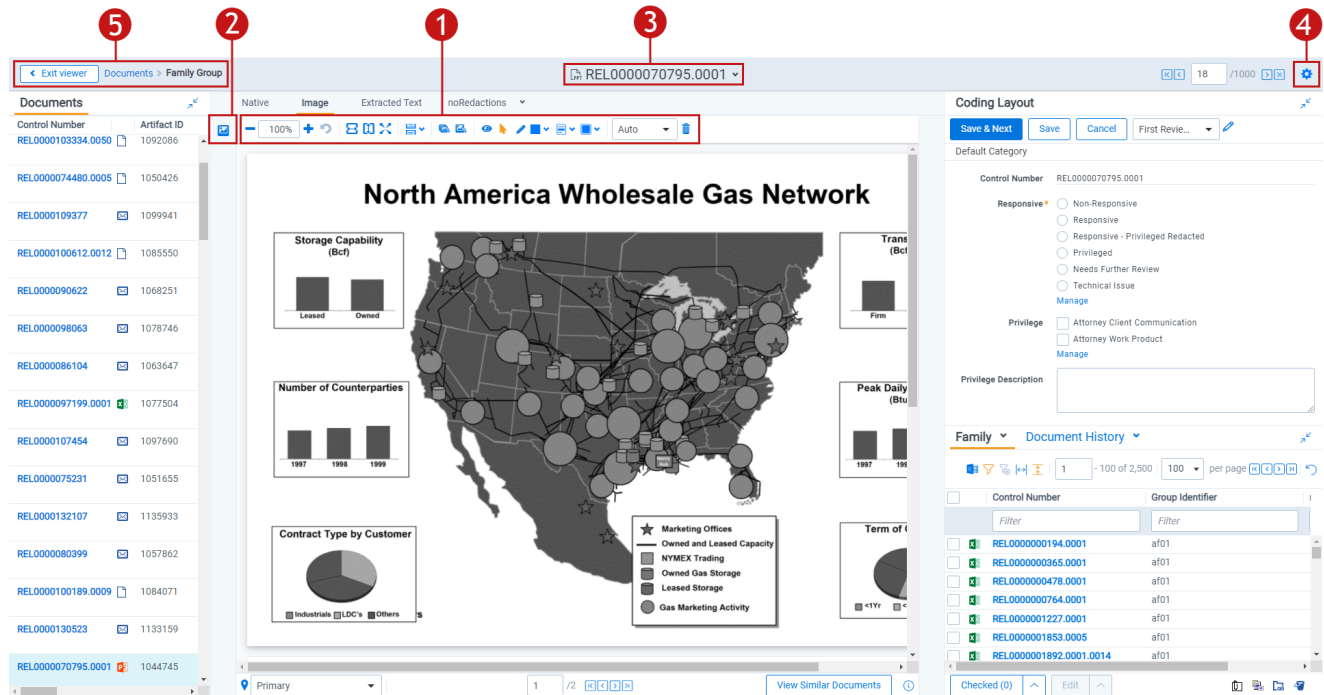 5
2
1
3
4
Exit viewer
Documents > Family Group
REL0000070795.0001
18 /1000
Documents
Control Number Artifact ID
REL0000103334.0050 1092086
REL0000074480.0005 1050426
REL0000109377 1099941
REL0000100612.0012 1085550
REL0000090622 1068251
REL0000098063 1078746
REL0000086104 1063647
REL0000097199.0001 1077504
REL0000107454 1097690
REL0000075231 1051655
REL0000132107 1135933
REL0000080399 1057862
REL0000100189.0009 1084071
REL0000130523 1133159
REL0000070795.0001 1044745
Native Image Extracted Text noRedactions
100% Auto
North America Wholesale Gas Network
Storage Capability
(Bcf)
Leased Owned
Number of Counterparties
1997 1998 1999
Contract Type by Customer
Industrials LDC's Others
Firm
Peak Daily
(Btu
1997
Term of
<1Yr
Marketing Offices
Owned and Leased Capacity
NYMEX Trading
Owned Gas Storage
Leased Storage
Gas Marketing Activity
Primary
1 /2
View Similar Documents
Coding Layout
Save & Next Save Cancel First Revie...
Default Category
Control Number REL0000070795.0001
Responsive*
Non-Responsive
Responsive
Responsive - Privileged Redacted
Privileged
Needs Further Review
Technical Issue
Manage
Privilege
Attorney Client Communication
Attorney Work Product
Manage
Privilege Description
Family Document History
1 - 100 of 2,500 100 per page
Control Number Group Identifier
Filter Filter
REL0000000194.0001 af01
REL0000000365.0001 af01
REL0000000478.0001 af01
REL0000000764.0001 af01
REL0000001227.0001 af01
REL0000001853.0005 af01
REL0000001892.0001.0014 af01
Checked (0) Edit